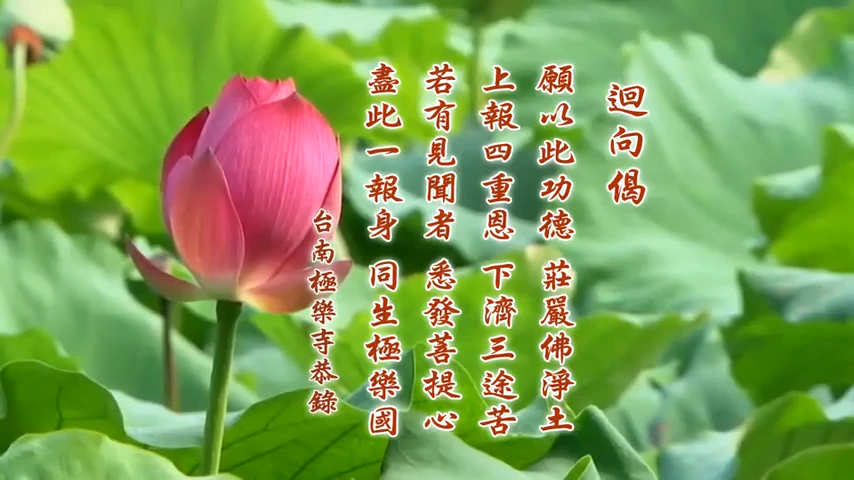 迴向偈
願以此功德 莊嚴佛淨土
上報四重恩 下濟三途苦
若有見聞者 悉發菩提心
盡此一報身 同生極樂國
台南極樂寺恭錄